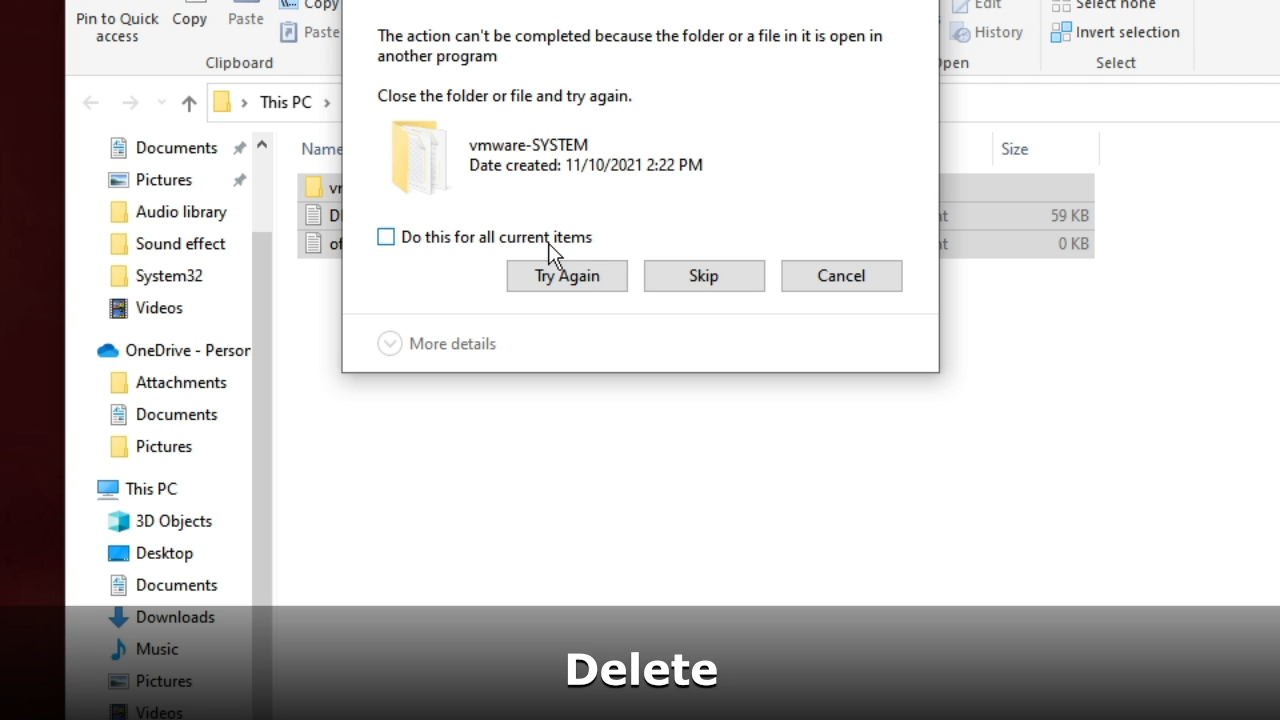 Pin to Quick access
Copy
Paste
Copy
Paste
Clipboard
Edit
History
Select none
Invert selection
Select
This PC
The action can't be completed because the folder or a file in it is open in
another program
Close the folder or file and try again.
vmware-SYSTEM
Date created: 11/10/2021 2:22 PM
Do this for all current items
Try Again
Skip
Cancel
More details
Name
Size
59 KB
0 KB
Documents
Pictures
Audio library
Sound effect
System32
Videos
OneDrive - Person
Attachments
Documents
Pictures
This PC
3D Objects
Desktop
Documents
Downloads
Music
Pictures
Videos
Delete